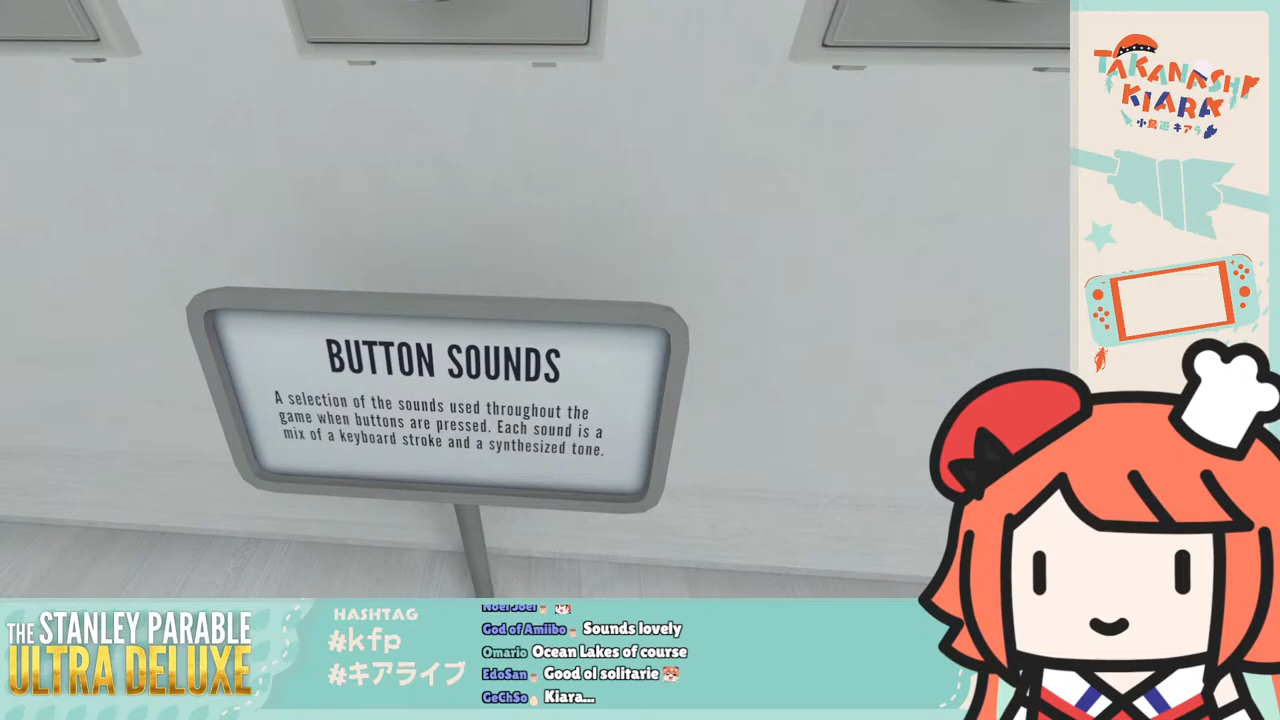 BUTTON SOUNDS
A selection of the sounds used throughout the
game when buttons are pressed. Each sound is a
mix of a keyboard stroke and a synthesized tone.
TAKANASHI
KIARA
小鳥遊キアラ
THE STANLEY PARABLE
ULTRA DELUXE
HASHTAG
#kfp
#キアライブ
Noel Joel
God of Amiibo Sounds lovely
Omario Ocean Lakes of course
EdoSan Good ol solitarie
GeChSo Kiara...